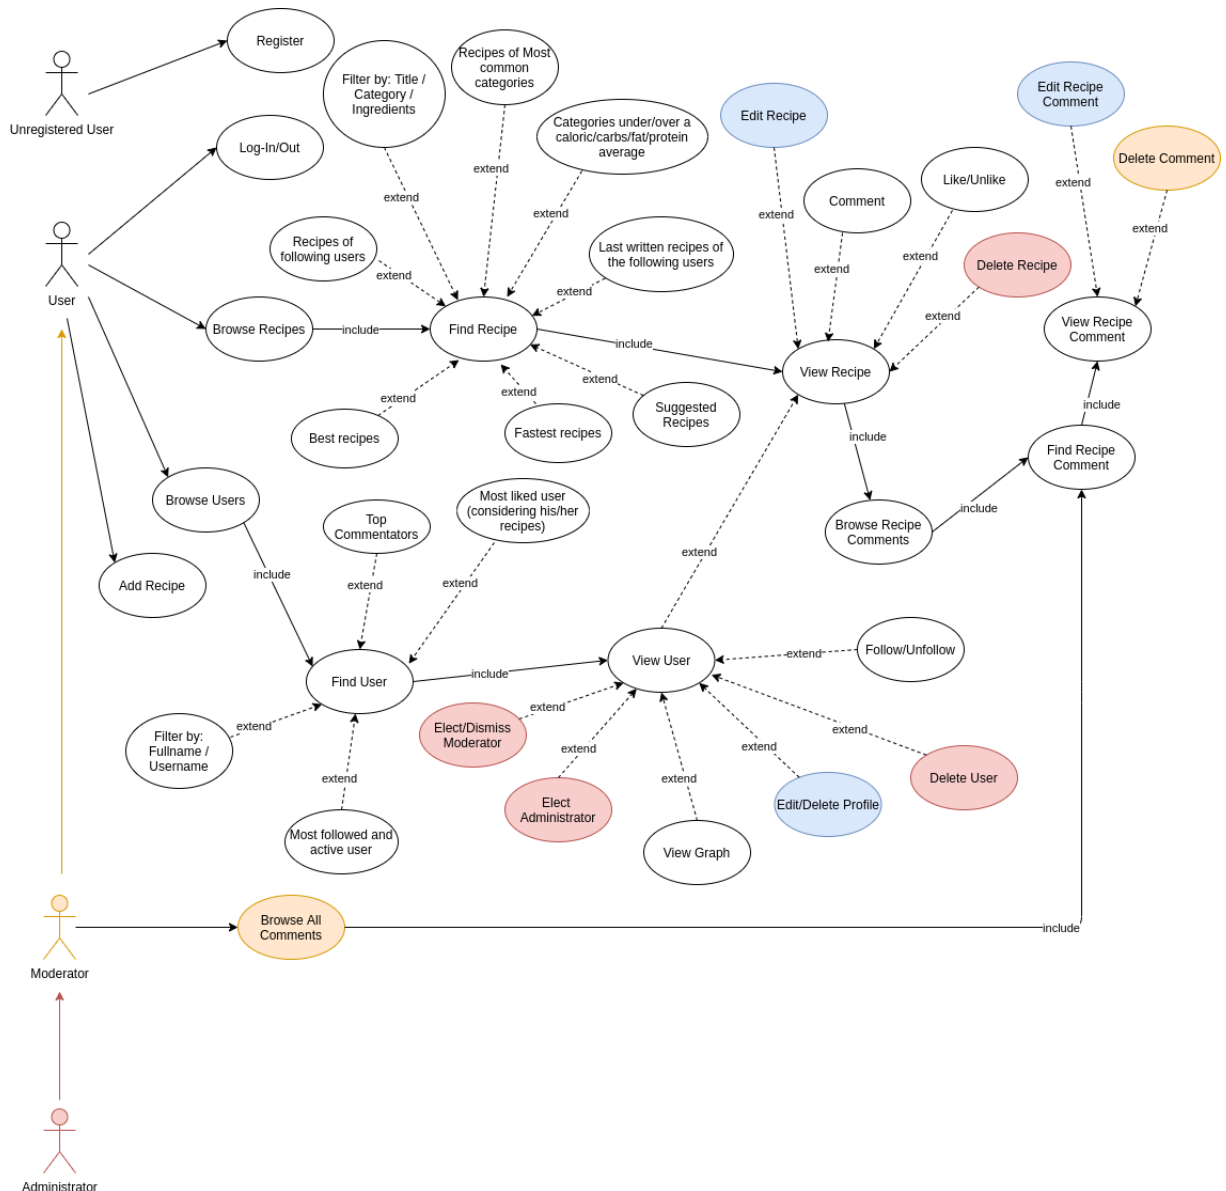 Register
Unregistered User
Filter by: Title /
Category /
Ingredients
Recipes of Most
common
categories
Categories under/over a
caloric/carbs/fat/protein
average
Edit Recipe
Edit Recipe
Comment
Delete Comment
Log-In/Out
extend
extend
extend
extend
extend
extend
Comment
Like/Unlike
User
Recipes of
following users
extend
Last written recipes of
the following users
extend
extend
extend
Delete Recipe
extend
Browse Recipes
include
Find Recipe
include
View Recipe
View Recipe
Comment
extend
extend
extend
Best recipes
Fastest recipes
Suggested
Recipes
include
include
Find Recipe
Comment
Browse Users
Top
Commentators
Most liked user
(considering his/her
recipes)
Browse Recipe
Comments
include
extend
Add Recipe
include
extend
extend
Find User
include
View User
extend
Follow/Unfollow
Filter by:
Fullname /
Username
extend
Elect/Dismiss
Moderator
extend
extend
extend
extend
extend
extend
Elect
Administrator
Edit/Delete Profile
Delete User
Most followed and
active user
View Graph
Browse All
Comments
include
Moderator
Administrator